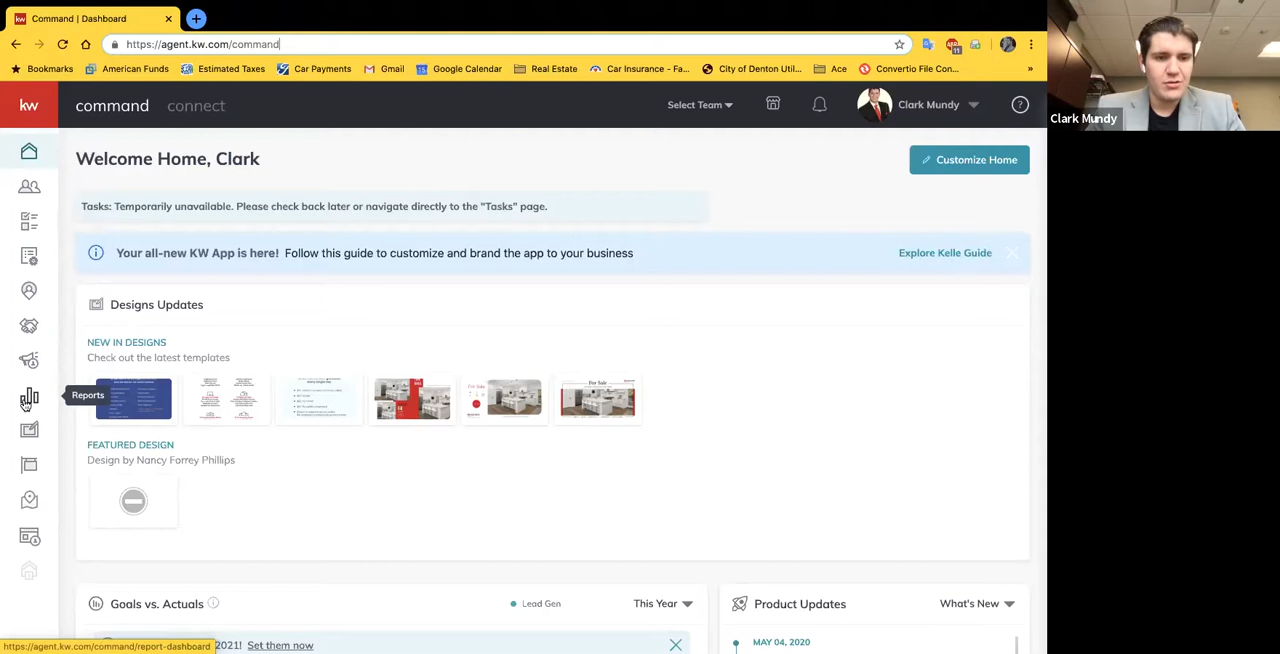 kw Command | Dashboard
https://agent.kw.com/command
Bookmarks American Funds Estimated Taxes Car Payments Gmail Google Calendar Real Estate Car Insurance - Fa... City of Denton Util... Ace Convertio File Con... »
kw command connect Select Team Clark Mundy ?
Clark Mundy
Welcome Home, Clark
Customize Home
Tasks: Temporarily unavailable. Please check back later or navigate directly to the "Tasks" page.
Your all-new KW App is here! Follow this guide to customize and brand the app to your business Explore Kelle Guide
Designs Updates
NEW IN DESIGNS
Check out the latest templates
Reports
For Sale
For Sale
FEATURED DESIGN
Design by Nancy Forrey Phillips
Goals vs. Actuals Lead Gen This Year
Product Updates What's New
2021! Set them now
MAY 04, 2020
https://agent.kw.com/command/report-dashboard